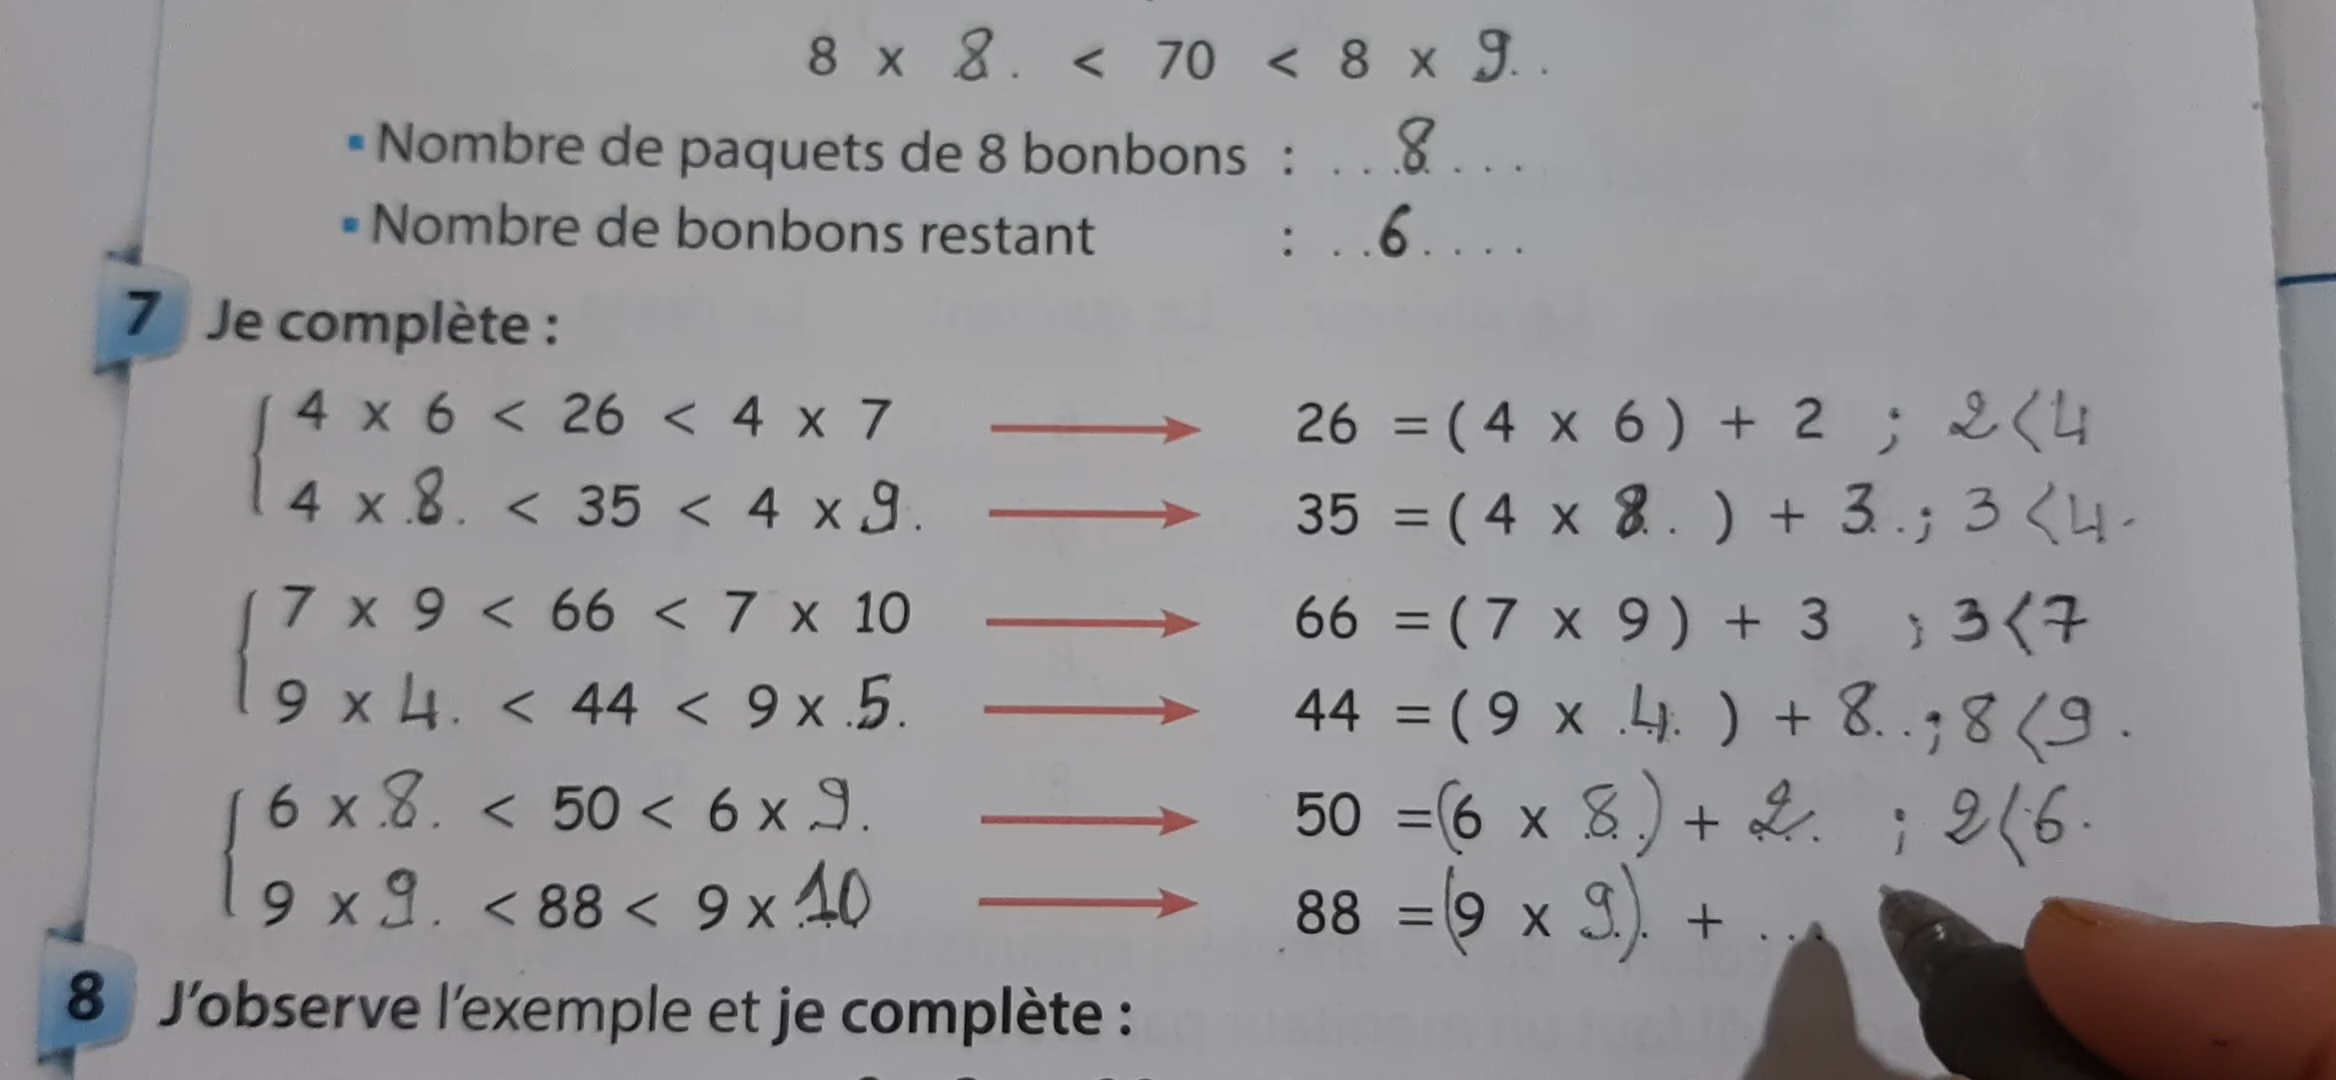 8 x 8. < 70 < 8 x 9..
▪ Nombre de paquets de 8 bonbons : ...8...
▪ Nombre de bonbons restant : ..6....
7 Je complète :
4 x 6 < 26 < 4 x 7 → 26 = ( 4 x 6 ) + 2 ; 2<4
4 x .8. < 35 < 4 x 9. → 35 = ( 4 x 8. ) + 3..; 3<4.
7 x 9 < 66 < 7 x 10 → 66 = ( 7 x 9 ) + 3 ; 3<7
9 x 4. < 44 < 9 x .5. → 44 = ( 9 x .4. ) + 8..; 8<9.
6 x .8. < 50 < 6 x 9. → 50 = (6 x 8.) + 2. ; 2<6.
9 x 9. < 88 < 9 x 10 → 88 = (9 x 9.). + ...
8 J'observe l'exemple et je complète :